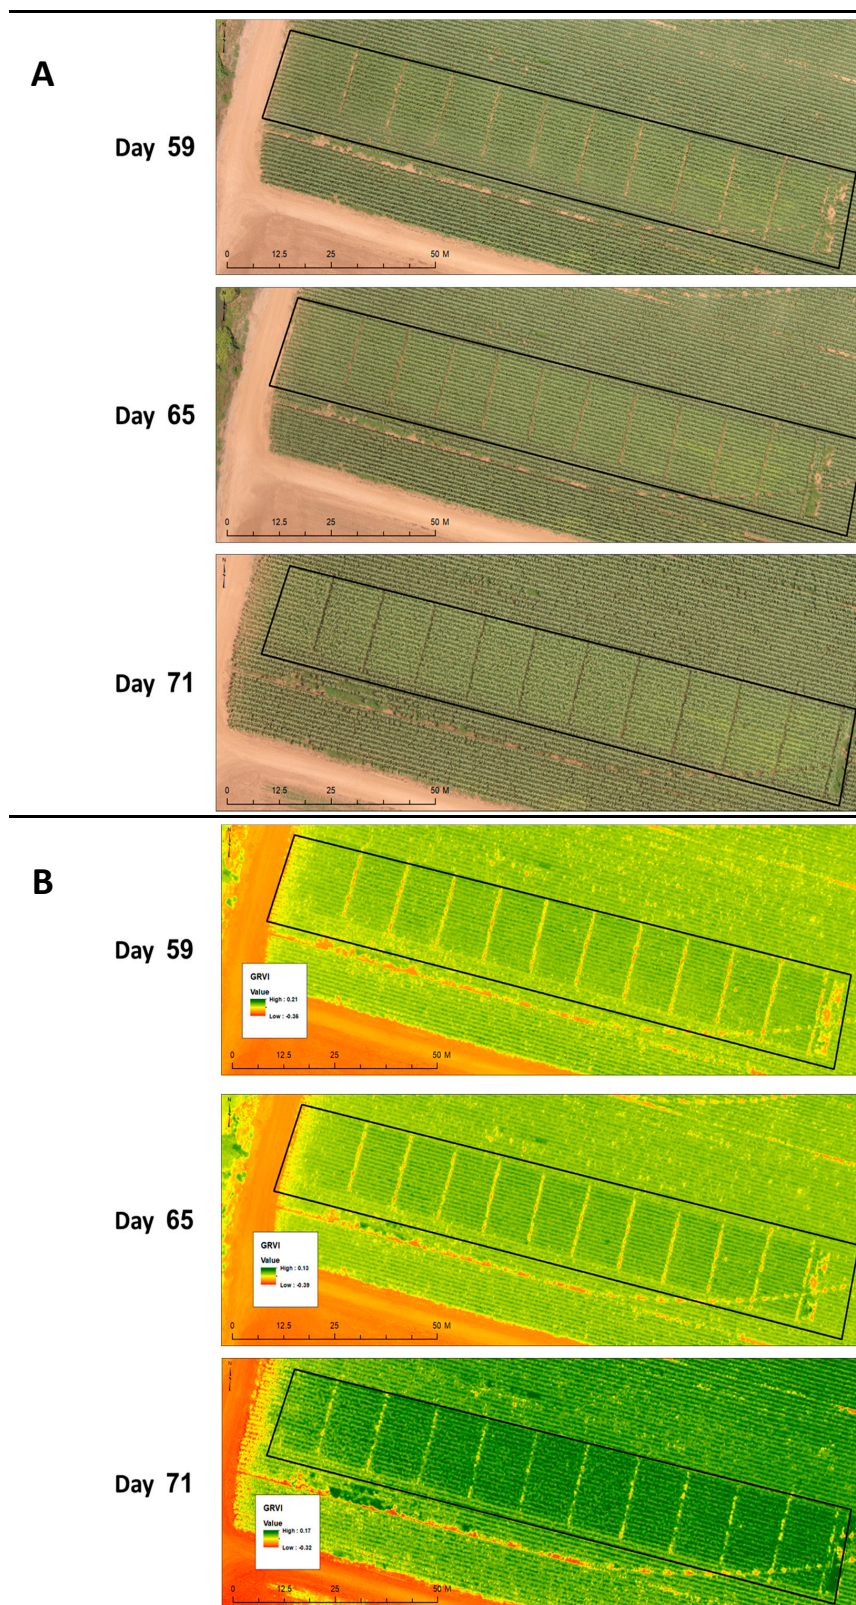 A
Day 59
N
0 12.5 25 50 M
Day 65
N
0 12.5 25 50 M
Day 71
N
0 12.5 25 50 M
B
Day 59
N
GRVI
Value
High : 0.21
Low : -0.36
0 12.5 25 50 M
Day 65
N
GRVI
Value
High : 0.13
Low : -0.39
0 12.5 25 50 M
Day 71
N
GRVI
Value
High : 0.17
Low : -0.32
0 12.5 25 50 M